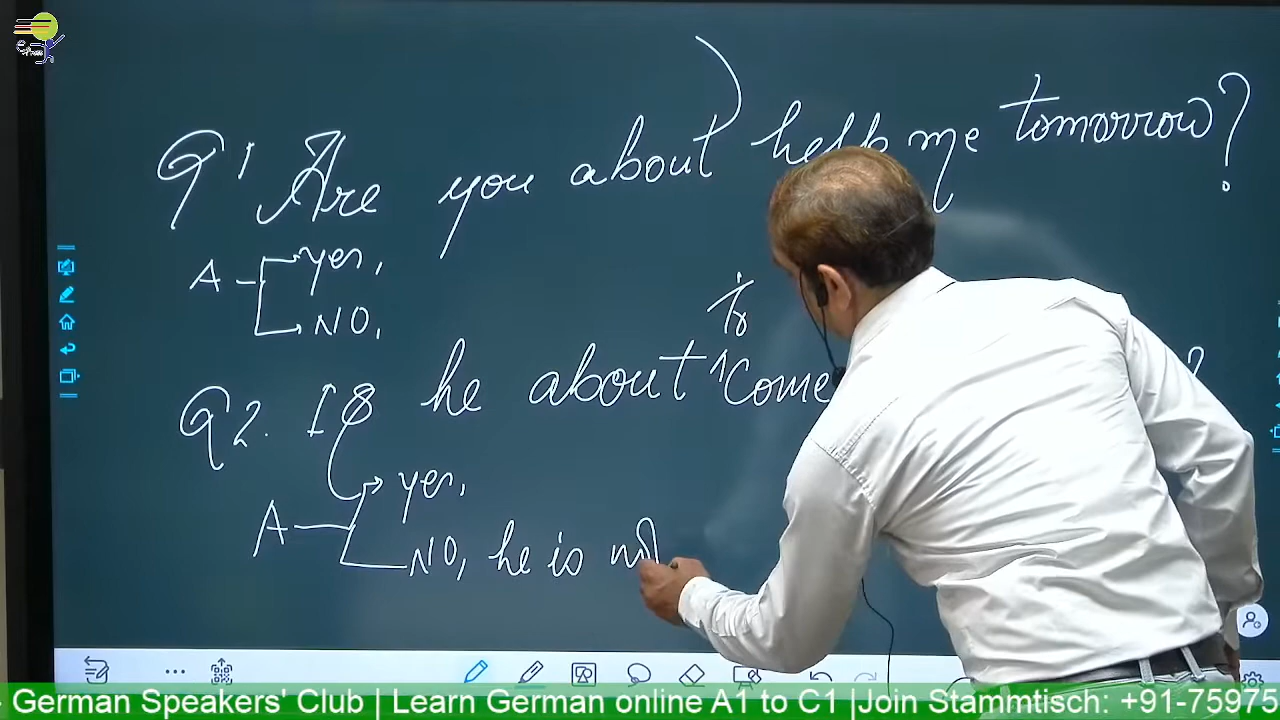 Q1 Are you about help me tomorrow?
A yes,
NO,
to
Q2. Is he about come ?
A yes,
NO, he is not
German Speakers' Club | Learn German online A1 to C1 |Join Stammtisch: +91-75975